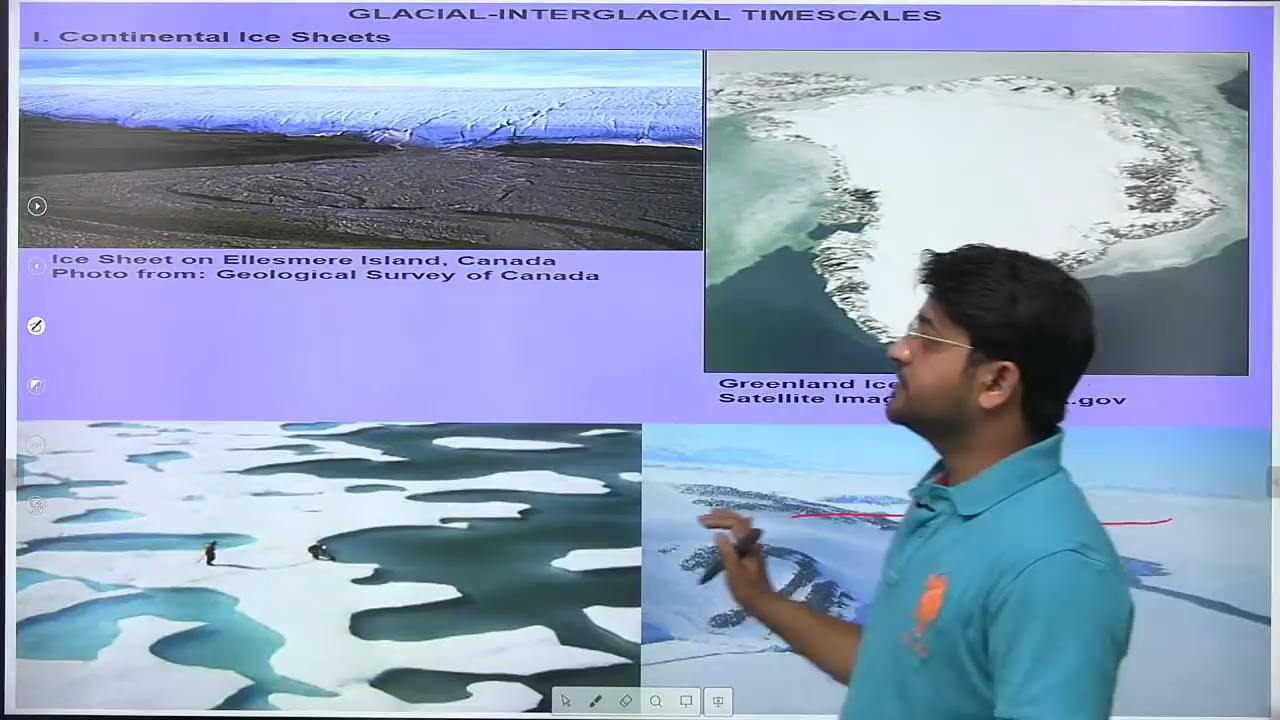 GLACIAL-INTERGLACIAL TIMESCALES
I. Continental Ice Sheets
Ice Sheet on Ellesmere Island, Canada
Photo from: Geological Survey of Canada
Greenland Ice
Satellite
.gov